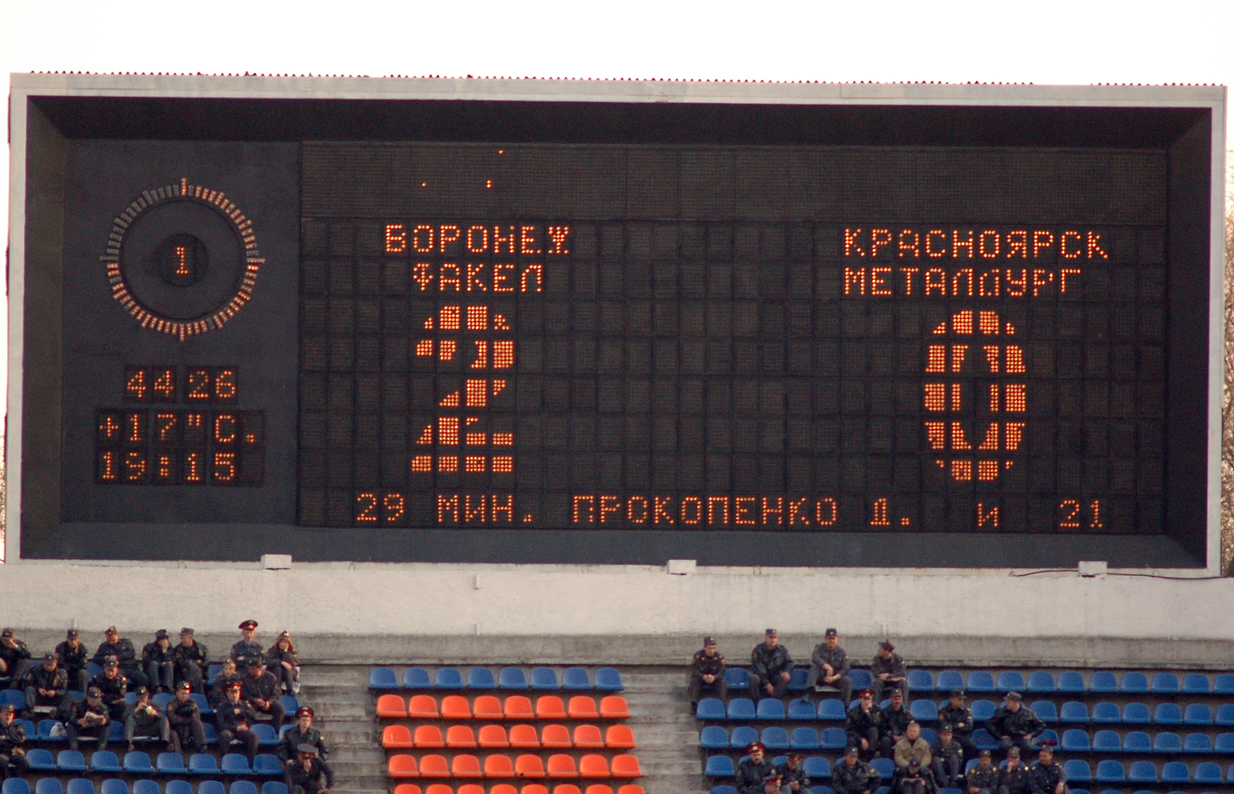 1
44 26
+17"C.
19:15
ВОРОНЕЖ
ФАКЕЛ
2
КРАСНОЯРСК
МЕТАЛЛУРГ
0
29 МИН. ПРОКОПЕНКО Д. И 21